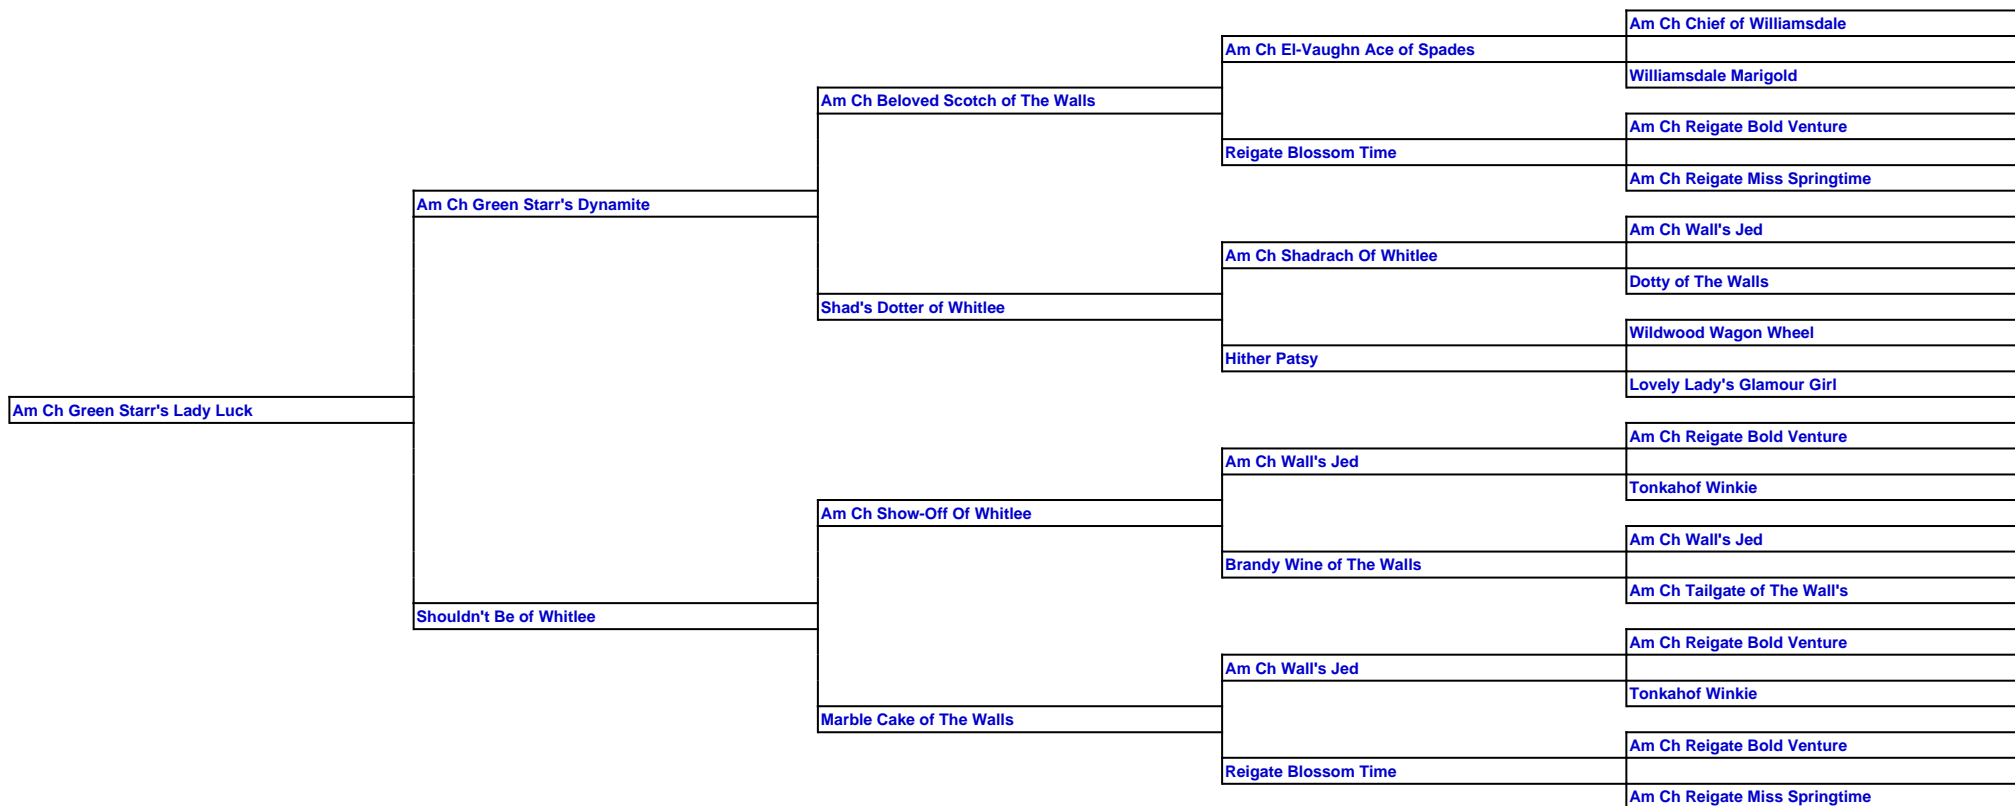 Am Ch Chief of Williamsdale
Am Ch El-Vaughn Ace of Spades
Williamsdale Marigold
Am Ch Beloved Scotch of The Walls
Am Ch Reigate Bold Venture
Reigate Blossom Time
Am Ch Reigate Miss Springtime
Am Ch Green Starr's Dynamite
Am Ch Wall's Jed
Am Ch Shadrach Of Whitlee
Dotty of The Walls
Shad's Dotter of Whitlee
Wildwood Wagon Wheel
Hither Patsy
Lovely Lady's Glamour Girl
Am Ch Green Starr's Lady Luck
Am Ch Reigate Bold Venture
Am Ch Wall's Jed
Tonkahof Winkie
Am Ch Show-Off Of Whitlee
Am Ch Wall's Jed
Brandy Wine of The Walls
Am Ch Tailgate of The Wall's
Shouldn't Be of Whitlee
Am Ch Reigate Bold Venture
Am Ch Wall's Jed
Tonkahof Winkie
Marble Cake of The Walls
Am Ch Reigate Bold Venture
Reigate Blossom Time
Am Ch Reigate Miss Springtime